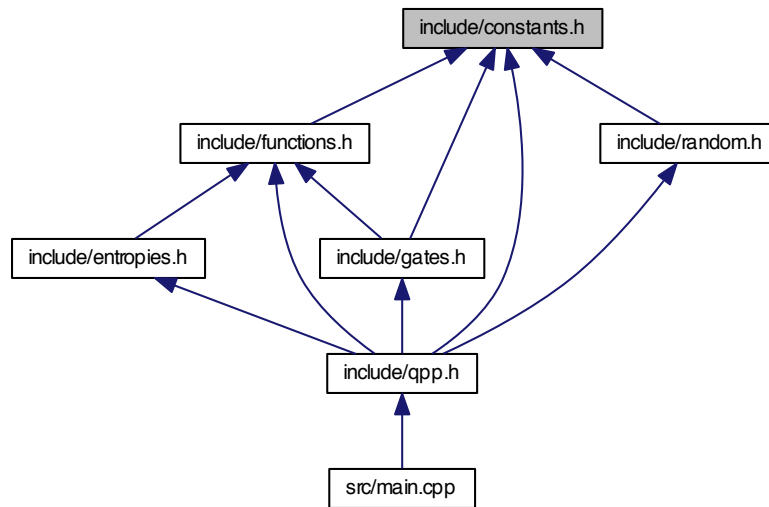 include/constants.h
include/functions.h
include/random.h
include/entropies.h
include/gates.h
include/qpp.h
src/main.cpp